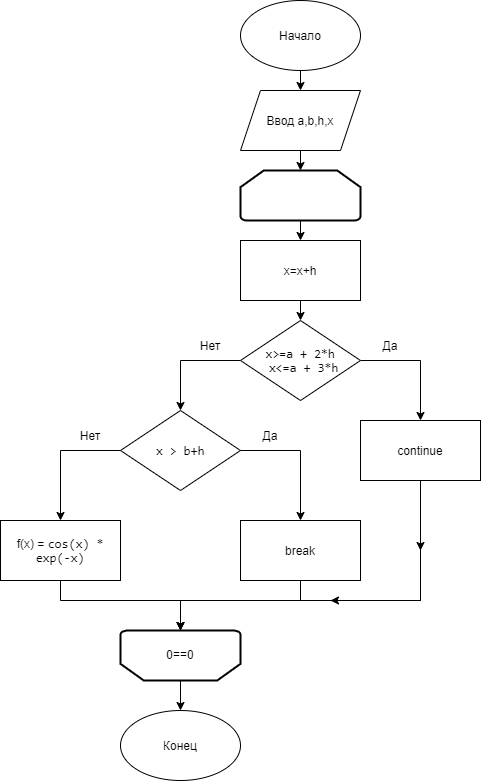 Начало
Ввод a,b,h,x
x=x+h
x>=a + 2*h
x<=a + 3*h
Нет
Да
x > b+h
continue
Нет
Да
f(x) = cos(x) *
exp(-x)
break
0==0
Конец